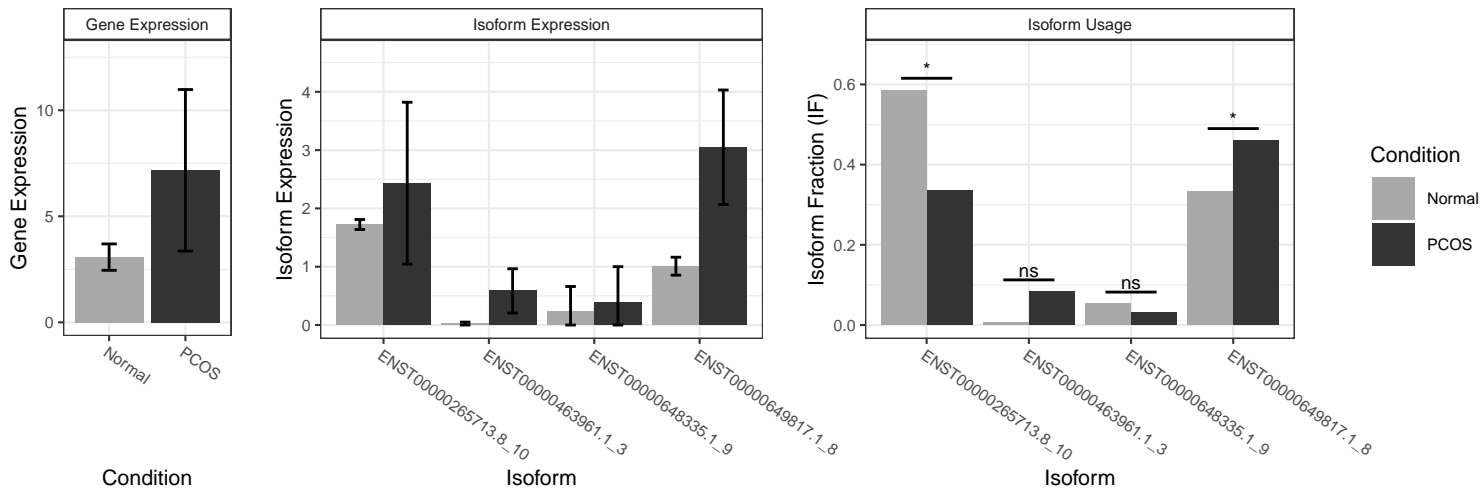 Gene Expression
Gene Expression
0
5
10
Normal
PCOS
Condition
Isoform Expression
Isoform Expression
0
1
2
3
4
ENST00000265713.8_10
ENST00000463961.1_3
ENST00000648335.1_9
ENST00000649817.1_8
Isoform
Isoform Usage
Isoform Fraction (IF)
0.0
0.2
0.4
0.6
*
ns
ns
*
ENST00000265713.8_10
ENST00000463961.1_3
ENST00000648335.1_9
ENST00000649817.1_8
Isoform
Condition
Normal
PCOS